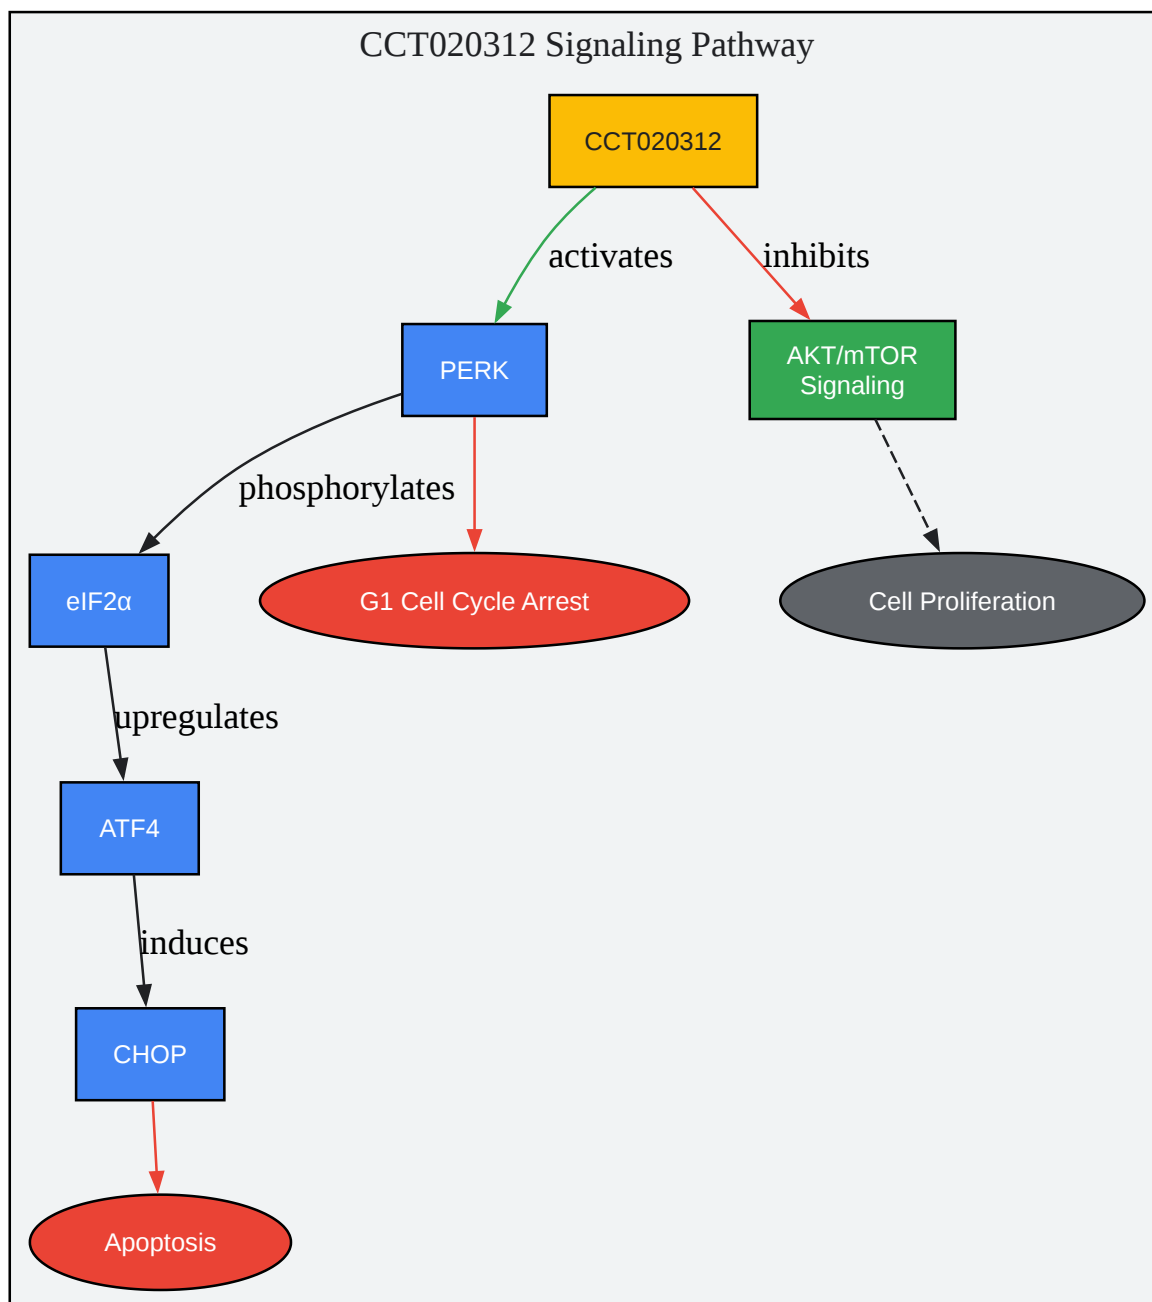 CCT020312 Signaling Pathway
CCT020312
activates
inhibits
PERK
AKT/mTOR
Signaling
phosphorylates
eIF2α
G1 Cell Cycle Arrest
Cell Proliferation
upregulates
ATF4
induces
CHOP
Apoptosis